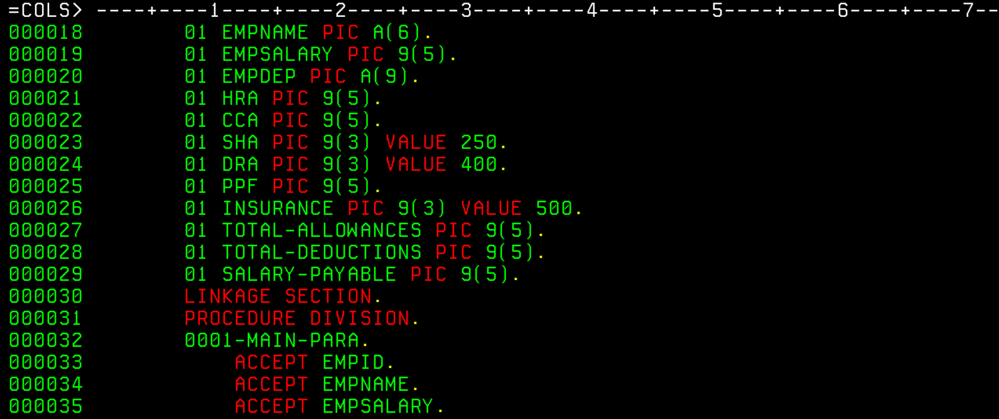 =COLS> ----+----1----+----2----+----3----+----4----+----5----+----6----+----7--
000018 01 EMPNAME PIC A(6).
000019 01 EMPSALARY PIC 9(5).
000020 01 EMPDEP PIC A(9).
000021 01 HRA PIC 9(5).
000022 01 CCA PIC 9(5).
000023 01 SHA PIC 9(3) VALUE 250.
000024 01 DRA PIC 9(3) VALUE 400.
000025 01 PPF PIC 9(5).
000026 01 INSURANCE PIC 9(3) VALUE 500.
000027 01 TOTAL-ALLOWANCES PIC 9(5).
000028 01 TOTAL-DEDUCTIONS PIC 9(5).
000029 01 SALARY-PAYABLE PIC 9(5).
000030 LINKAGE SECTION.
000031 PROCEDURE DIVISION.
000032 0001-MAIN-PARA.
000033 ACCEPT EMPID.
000034 ACCEPT EMPNAME.
000035 ACCEPT EMPSALARY.